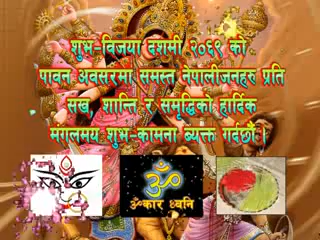 शुभ-विजया दशमी २०६९ को
पावन अवसरमा समस्त नेपालीजनहरु प्रति
सुख, शान्ति र समृद्धिको हार्दिक
मंगलमय शुभ-कामना व्यक्त गर्दछौं ।
ॐ
ॐकार ध्वनि